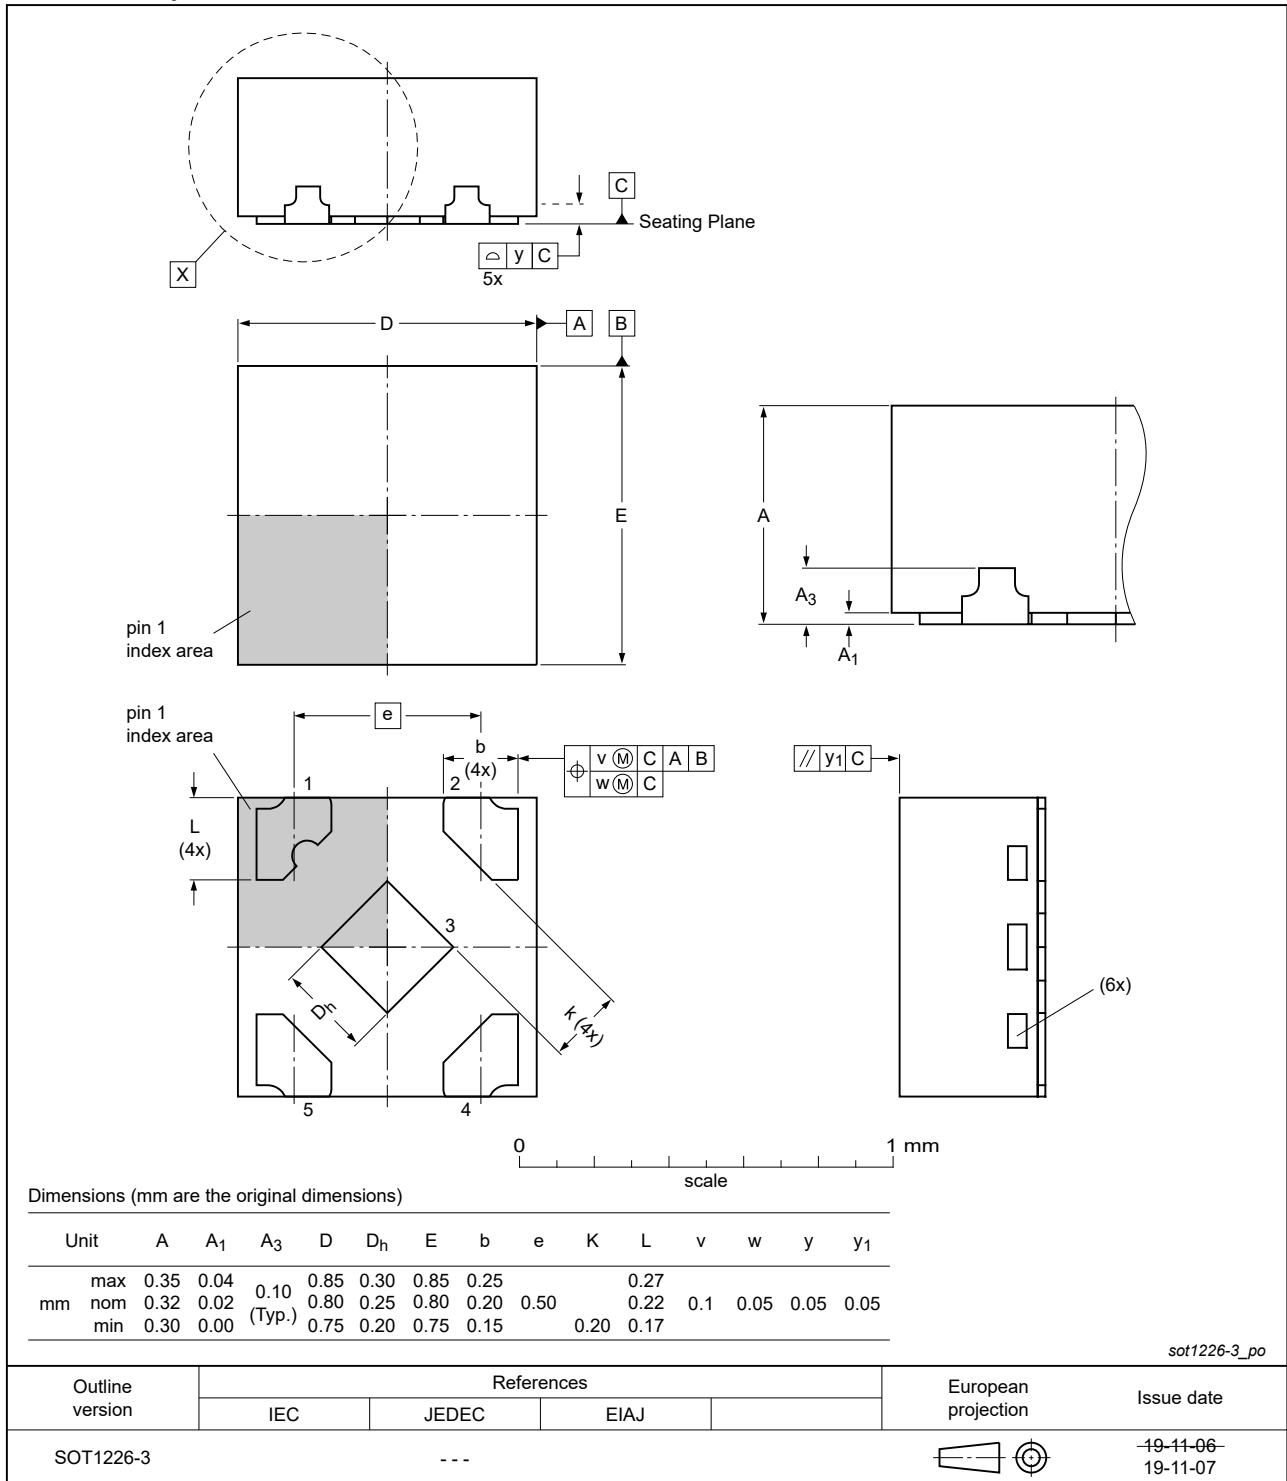 C
Seating Plane
y C
5x
X
D
A
B
E
pin 1
index area
A
A3
A1
pin 1
index area
e
b
(4x)
v M C A B
w M C
// y1 C
1
2
L
(4x)
3
Dh
k (4x)
(6x)
5
4
0
1 mm
scale
Dimensions (mm are the original dimensions)
Unit A A1 A3 D Dh E b e K L v w y y1
max 0.35 0.04 0.85 0.30 0.85 0.25 0.27
mm nom 0.32 0.02 0.10 (Typ.) 0.80 0.25 0.80 0.20 0.50 0.22 0.1 0.05 0.05 0.05
min 0.30 0.00 0.75 0.20 0.75 0.15 0.20 0.17
sot1226-3_po
Outline version
References
European projection
Issue date
IEC JEDEC EIAJ
SOT1226-3
- - -
19-11-06
19-11-07